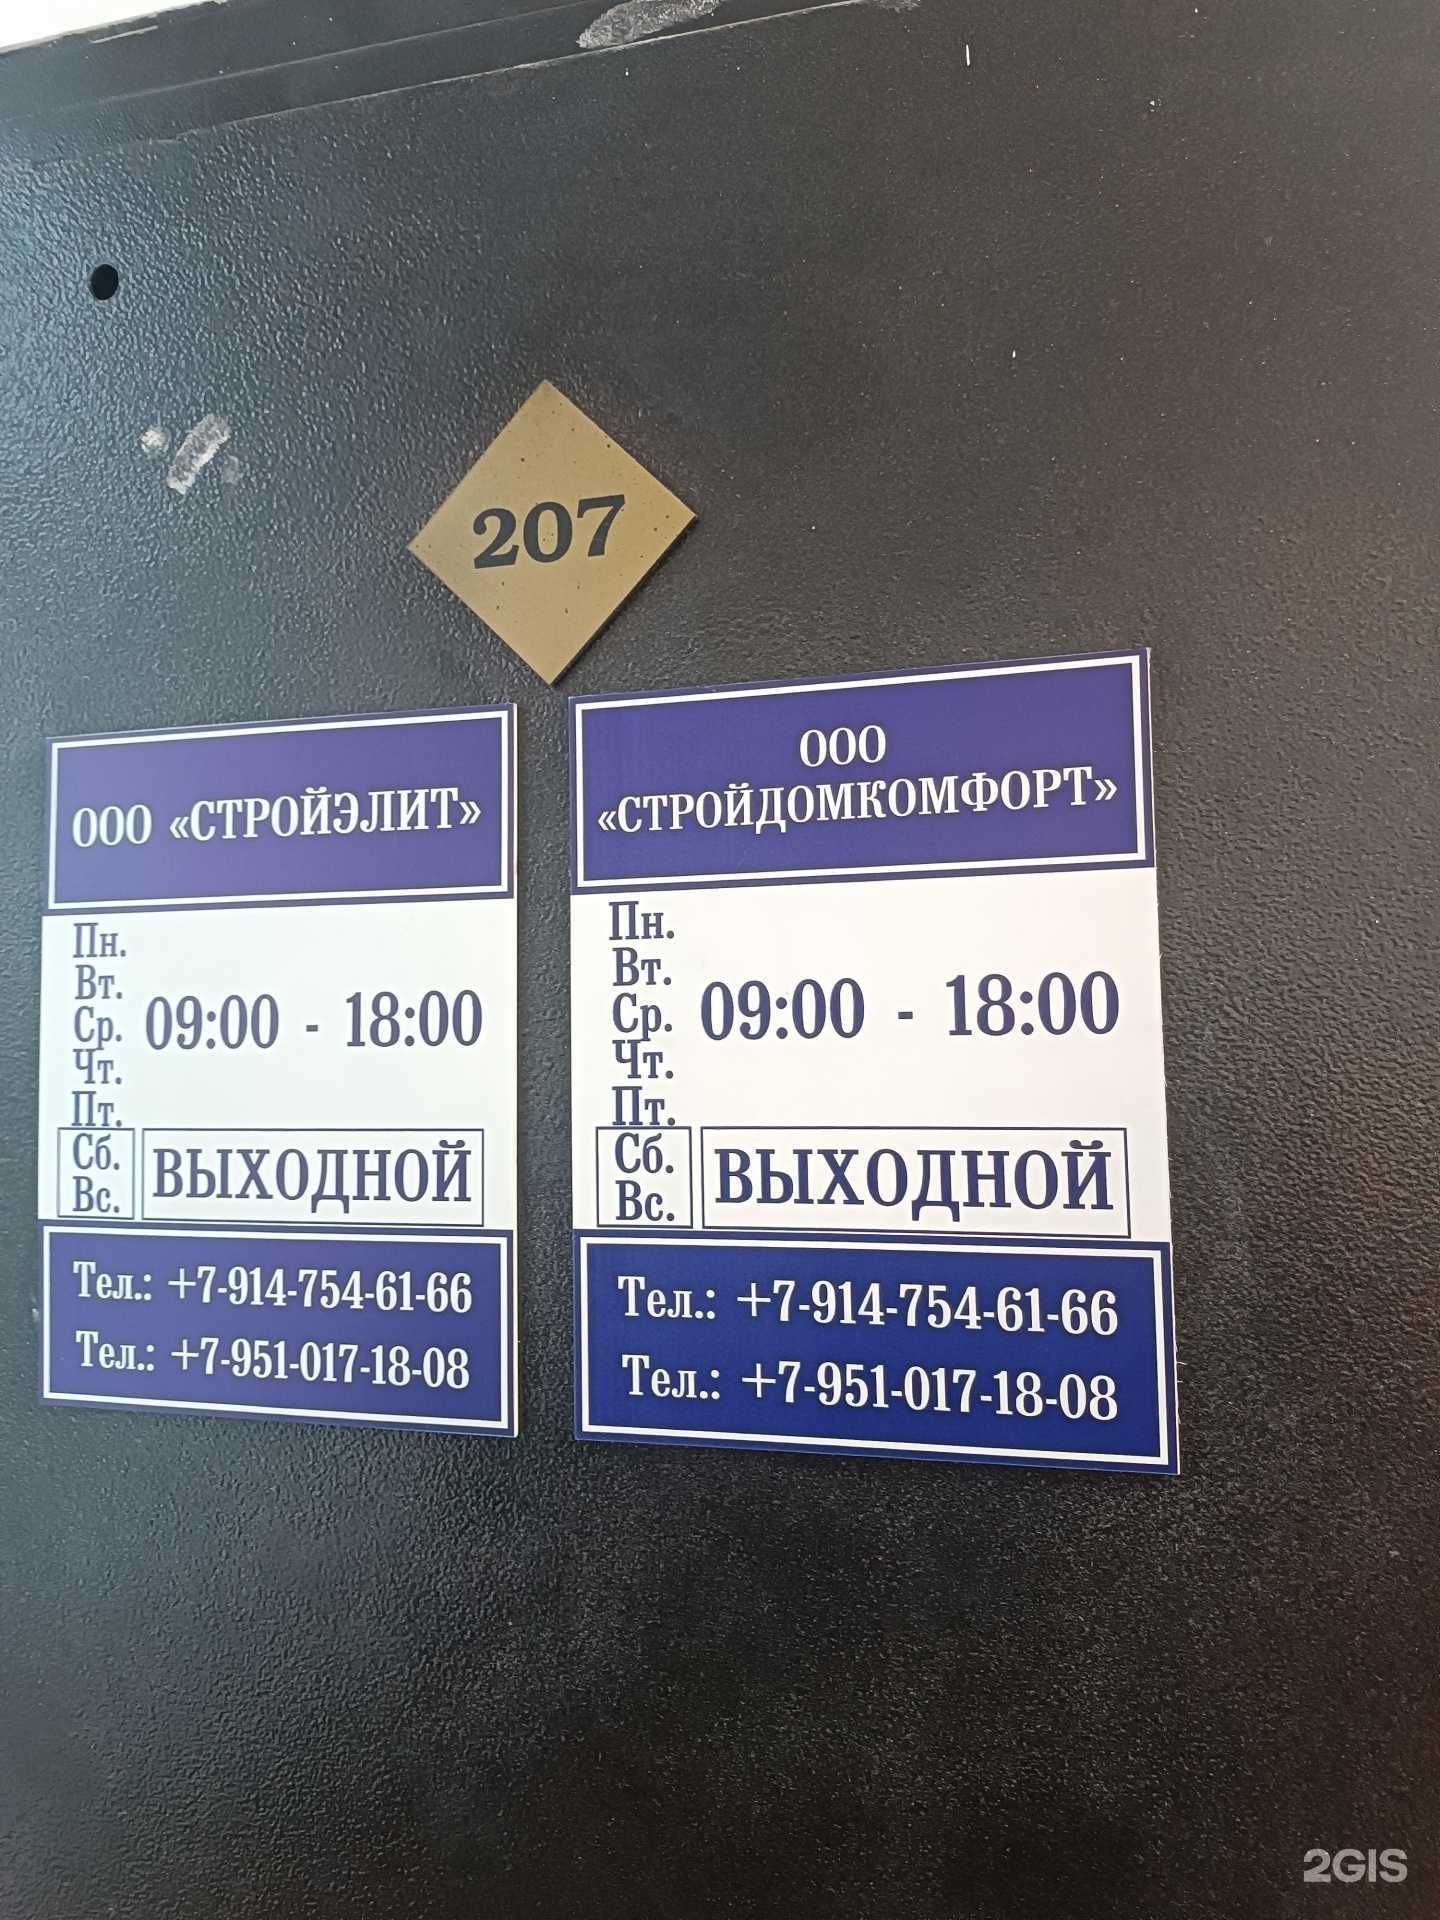 207
ООО «СТРОЙЭЛИТ»
Пн.
Вт.
Ср.
Чт.
Пт.
09:00 - 18:00
Сб.
Вс.
ВЫХОДНОЙ
Тел.: +7-914-754-61-66
Тел.: +7-951-017-18-08
ООО
«СТРОЙДОМКОМФОРТ»
Пн.
Вт.
Ср.
Чт.
Пт.
09:00 - 18:00
Сб.
Вс.
ВЫХОДНОЙ
Тел.: +7-914-754-61-66
Тел.: +7-951-017-18-08
2GIS